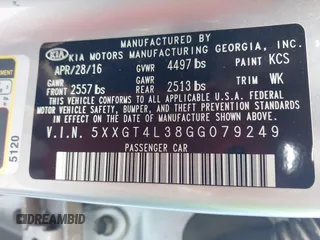 MANUFACTURED BY
KIA KIA MOTORS MANUFACTURING GEORGIA, INC.
APR/28/16 GVWR 4497 lbs PAINT KCS
GAWR GAWR
FRONT 2557 lbs REAR 2513 lbs TRIM WK
THIS VEHICLE CONFORMS TO ALL APPLICABLE U.S. FEDERAL
MOTOR VEHICLE SAFETY, BUMPER, AND THEFT PREVENTION
STANDARDS IN EFFECT ON THE DATE OF MANUFACTURE SHOWN ABOVE.
V.I.N. 5XXGT4L38GG079249
PASSENGER CAR
5120
DREAMBID